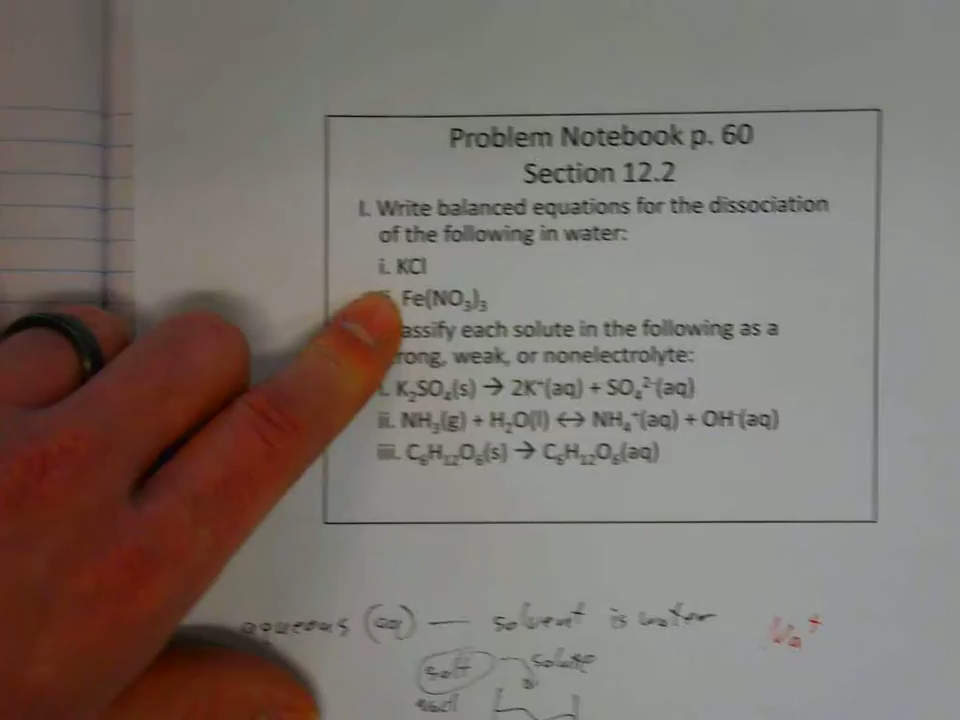 Problem Notebook p. 60
Section 12.2
I. Write balanced equations for the dissociation
of the following in water:
i. KCl
Fe(NO₃)₃
assify each solute in the following as a
rong, weak, or nonelectrolyte:
i. K₂SO₄(s) → 2K⁺(aq) + SO₄²⁻(aq)
ii. NH₃(g) + H₂O(l) ↔ NH₄⁺(aq) + OH⁻(aq)
iii. C₆H₁₂O₆(s) → C₆H₁₂O₆(aq)
aqueous (aq) — solvent is water
Na⁺
salt solute